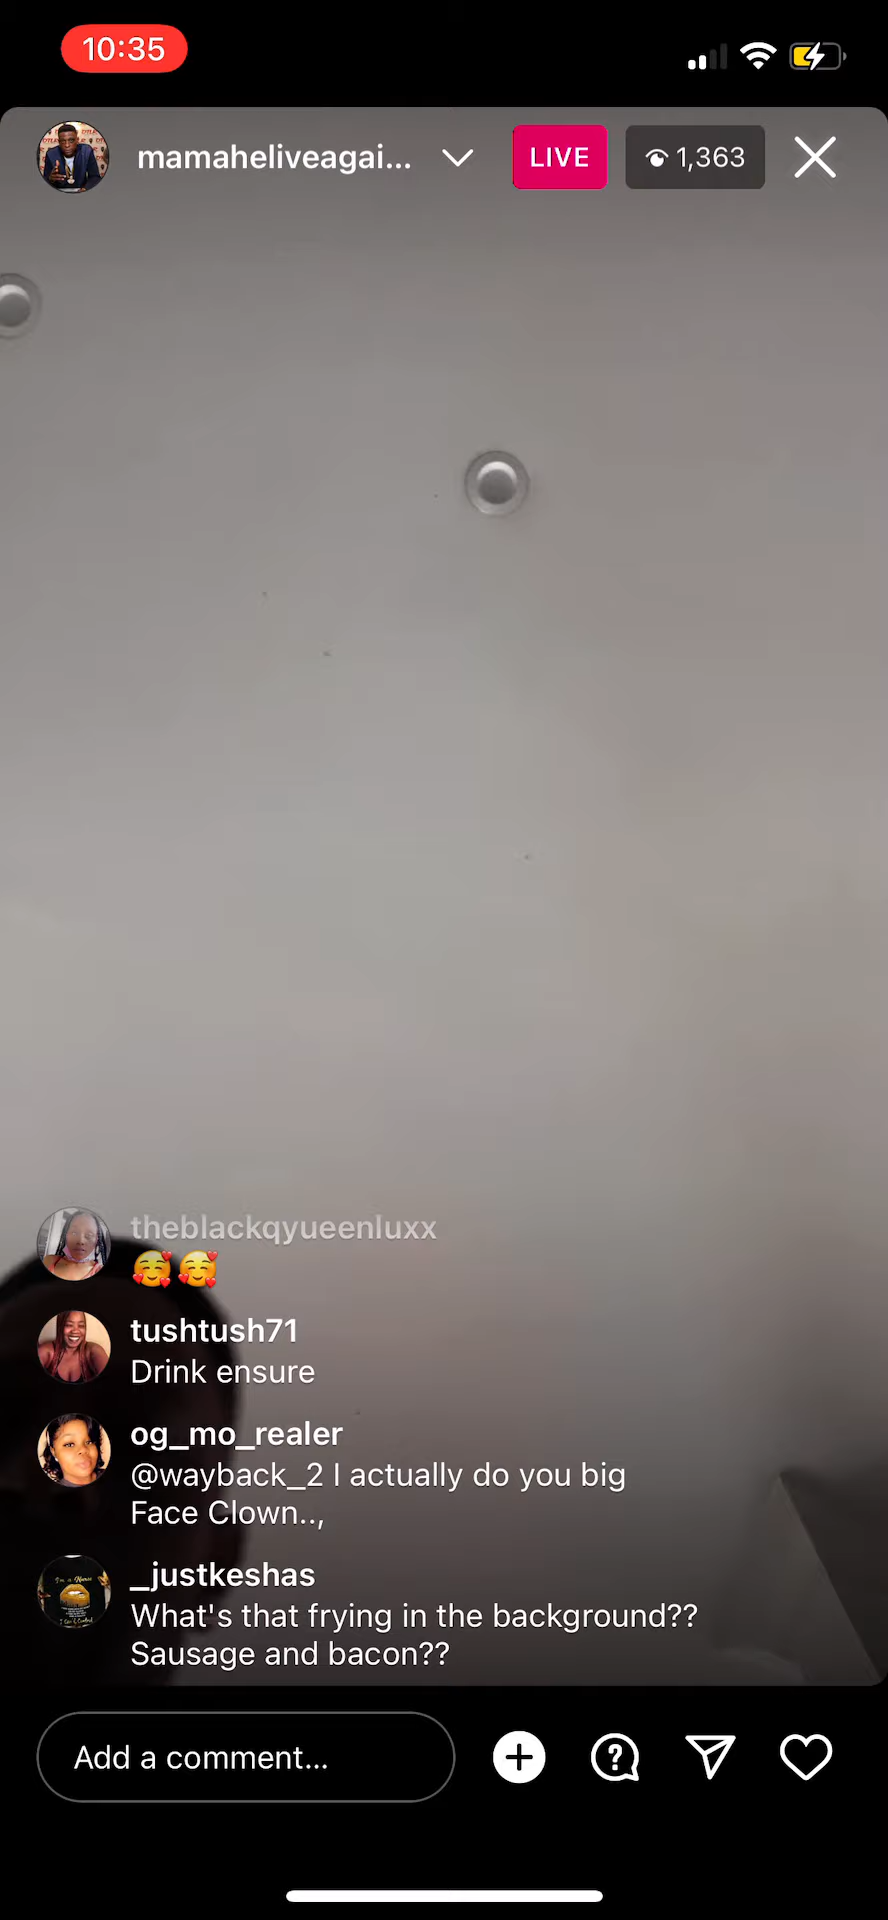 10:35
mamaheliveagai...
LIVE
1,363
theblackqyueenluxx
🥰🥰
tushtush71
Drink ensure
og_mo_realer
@wayback_2 I actually do you big
Face Clown..,
_justkeshas
What's that frying in the background??
Sausage and bacon??
Add a comment...